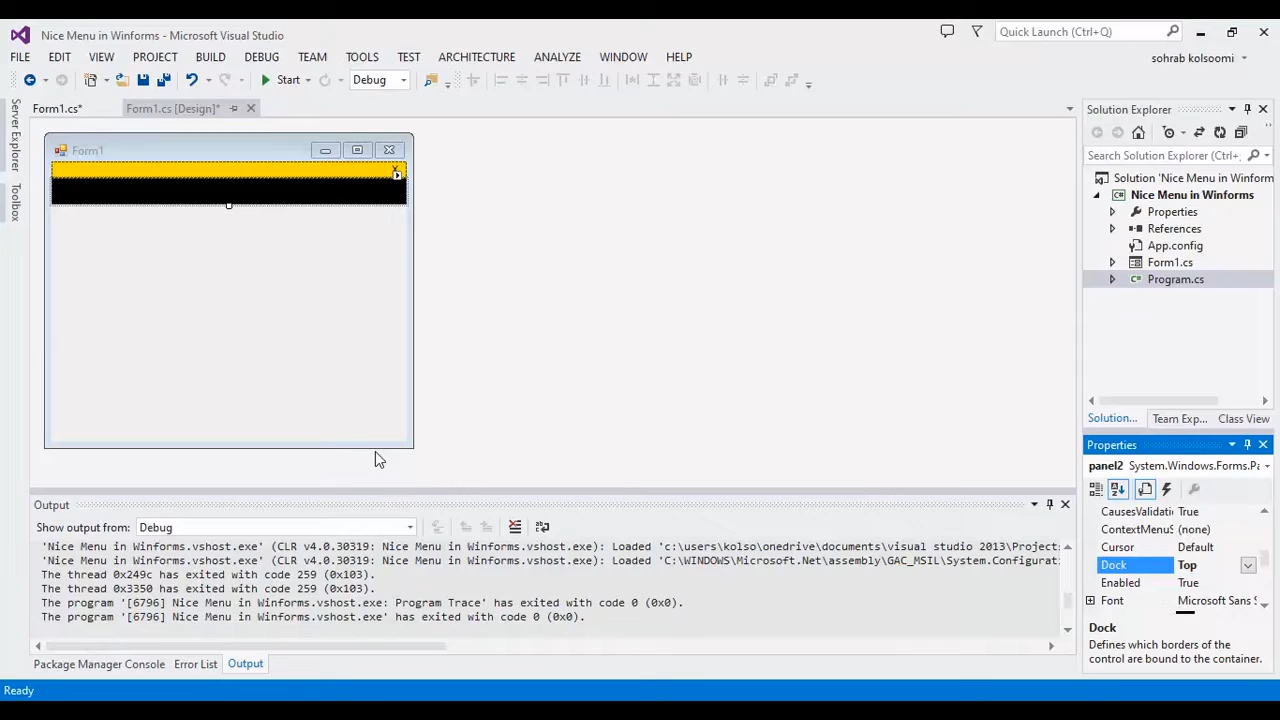 Nice Menu in Winforms - Microsoft Visual Studio
Quick Launch (Ctrl+Q)
FILE EDIT VIEW PROJECT BUILD DEBUG TEAM TOOLS TEST ARCHITECTURE ANALYZE WINDOW HELP
sohrab kolsoomi
Start Debug
Form1.cs* Form1.cs [Design]*
Server Explorer
Toolbox
Form1
Solution Explorer
Search Solution Explorer (Ctrl+;
Solution 'Nice Menu in Winform
Nice Menu in Winforms
Properties
References
App.config
Form1.cs
Program.cs
Solution... Team Exp... Class View
Properties
panel2 System.Windows.Forms.Pa
CausesValidati True
ContextMenuS (none)
Cursor Default
Dock Top
Enabled True
Font Microsoft Sans S
Dock
Defines which borders of the
control are bound to the container.
Output
Show output from: Debug
'Nice Menu in Winforms.vshost.exe' (CLR v4.0.30319: Nice Menu in Winforms.vshost.exe): Loaded 'c:\users\kolso\onedrive\documents\visual studio 2013\Project
'Nice Menu in Winforms.vshost.exe' (CLR v4.0.30319: Nice Menu in Winforms.vshost.exe): Loaded 'C:\WINDOWS\Microsoft.Net\assembly\GAC_MSIL\System.Configurat
The thread 0x249c has exited with code 259 (0x103).
The thread 0x3350 has exited with code 259 (0x103).
The program '[6796] Nice Menu in Winforms.vshost.exe: Program Trace' has exited with code 0 (0x0).
The program '[6796] Nice Menu in Winforms.vshost.exe' has exited with code 0 (0x0).
Package Manager Console Error List Output
Ready